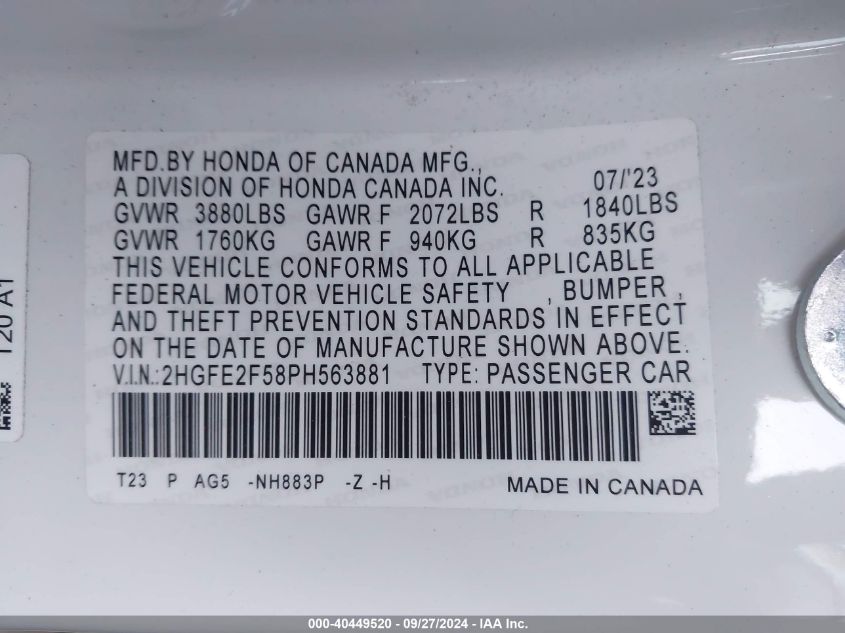 MFD.BY HONDA OF CANADA MFG.,
A DIVISION OF HONDA CANADA INC. 07/'23
GVWR 3880LBS GAWR F 2072LBS R 1840LBS
GVWR 1760KG GAWR F 940KG R 835KG
THIS VEHICLE CONFORMS TO ALL APPLICABLE
FEDERAL MOTOR VEHICLE SAFETY , BUMPER ,
AND THEFT PREVENTION STANDARDS IN EFFECT
ON THE DATE OF MANUFACTURE SHOWN ABOVE.
V.I.N.:2HGFE2F58PH563881 TYPE: PASSENGER CAR
T23 P AG5 -NH883P -Z -H MADE IN CANADA
T20 A1
000-40449520 - 09/27/2024 - IAA Inc.